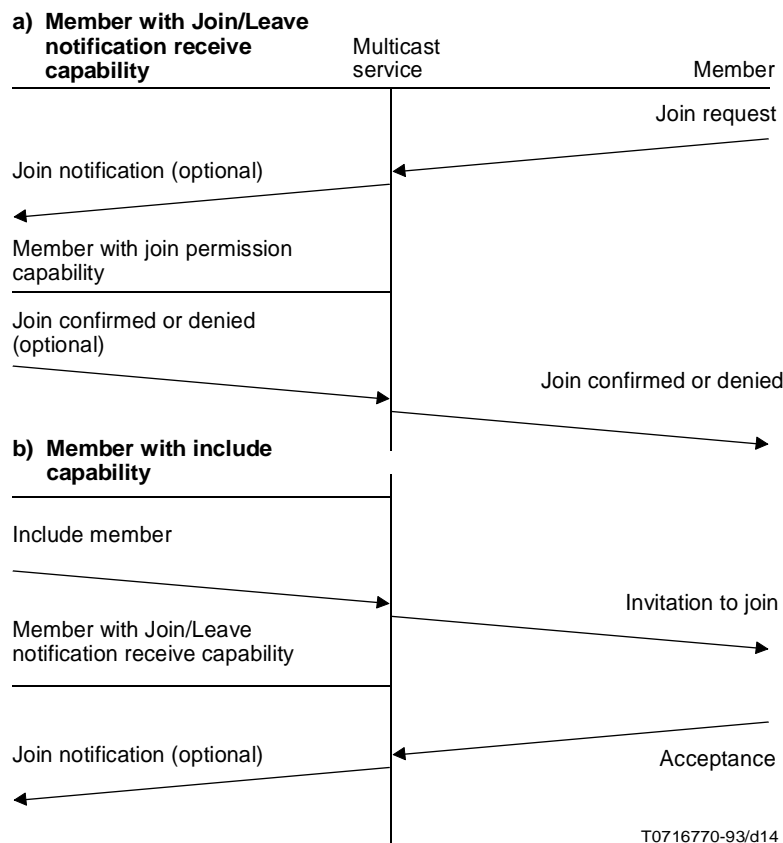 a) Member with Join/Leave
notification receive
capability
Multicast
service
Member
Join request
Join notification (optional)
Member with join permission
capability
Join confirmed or denied
(optional)
Join confirmed or denied
b) Member with include
capability
Include member
Invitation to join
Member with Join/Leave
notification receive capability
Join notification (optional)
Acceptance
T0716770-93/d14